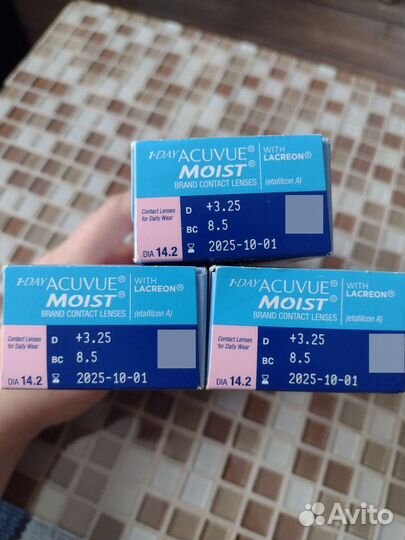 1-DAY ACUVUE®
MOIST®
BRAND CONTACT LENSES
WITH
LACREON®
(etafilcon A)
Contact Lenses
for Daily Wear
DIA 14.2
D +3.25
BC 8.5
2025-10-01
1-DAY ACUVUE®
MOIST®
BRAND CONTACT LENSES
WITH
LACREON®
(etafilcon A)
Contact Lenses
for Daily Wear
DIA 14.2
D +3.25
BC 8.5
2025-10-01
1-DAY ACUVUE®
MOIST®
BRAND CONTACT LENSES
WITH
LACREON®
(etafilcon A)
Contact Lenses
for Daily Wear
DIA 14.2
D +3.25
BC 8.5
2025-10-01
Avito